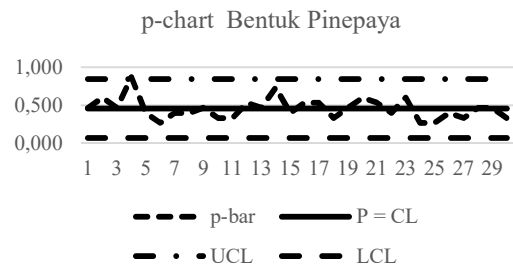 p-chart Bentuk Pinepaya
1,000
0,500
0,000
1 3 5 7 9 11 13 15 17 19 21 23 25 27 29
p-bar P = CL
UCL LCL